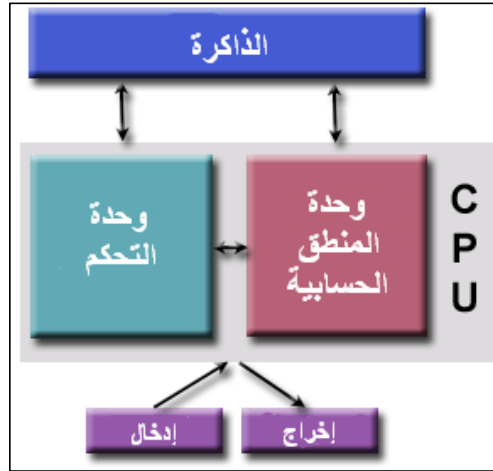 الذاكرة
وحدة
المنطق
الحسابية
وحدة
التحكم
C
P
U
إخراج
إدخال